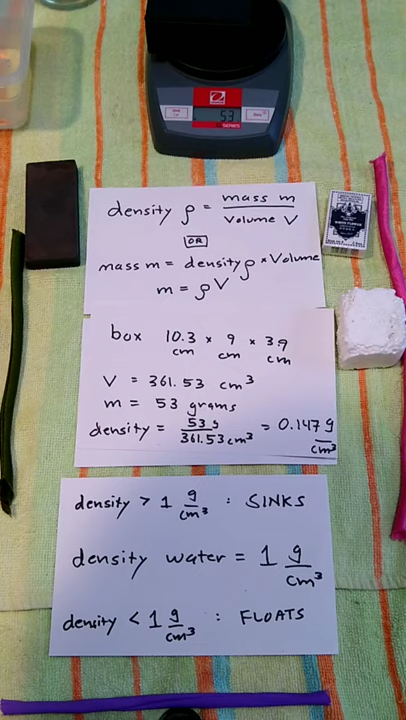 53
density ρ = mass m / Volume V
OR
mass m = density ρ × Volume
m = ρ V
box 10.3 cm × 9 cm × 3.9 cm
V = 361.53 cm³
m = 53 grams
density = 53 g / 361.53 cm³ = 0.147 g/cm³
density > 1 g/cm³ : SINKS
density water = 1 g/cm³
density < 1 g/cm³ : FLOATS